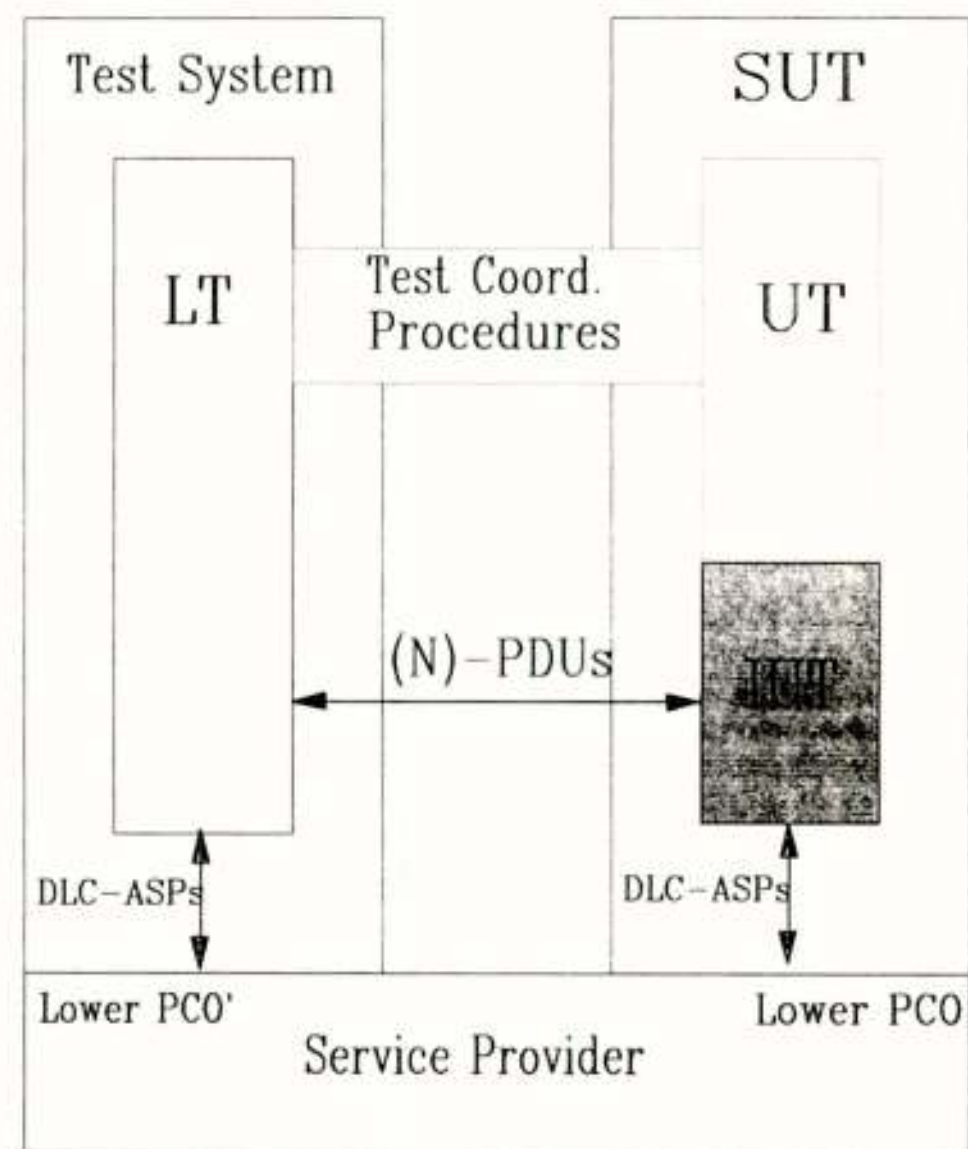 Test System
SUT
LT
Test Coord.
Procedures
UT
(N)-PDUs
IUT
DLC-ASPs
DLC-ASPs
Lower PCO'
Lower PCO
Service Provider